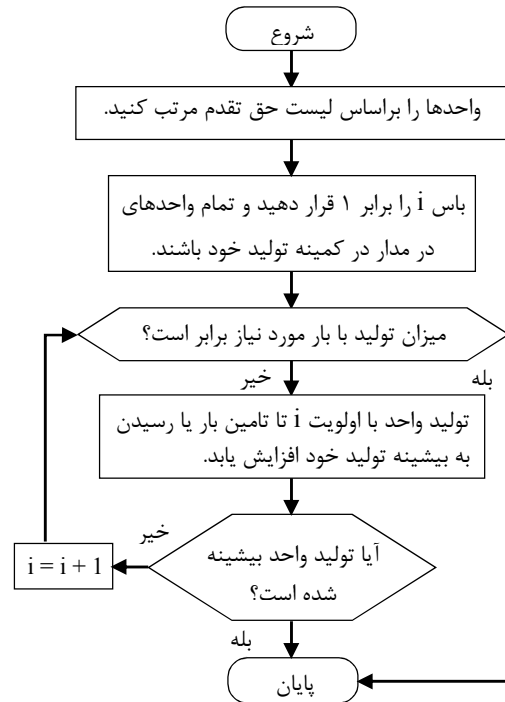 شروع
واحدها را براساس لیست حق تقدم مرتب کنید.
باس i را برابر ۱ قرار دهید و تمام واحدهای
در مدار در کمینه تولید خود باشند.
میزان تولید با بار مورد نیاز برابر است؟
خیر
بله
تولید واحد با اولویت i تا تامین بار یا رسیدن
به بیشینه تولید خود افزایش یابد.
آیا تولید واحد بیشینه
شده است؟
خیر
i = i + 1
بله
پایان